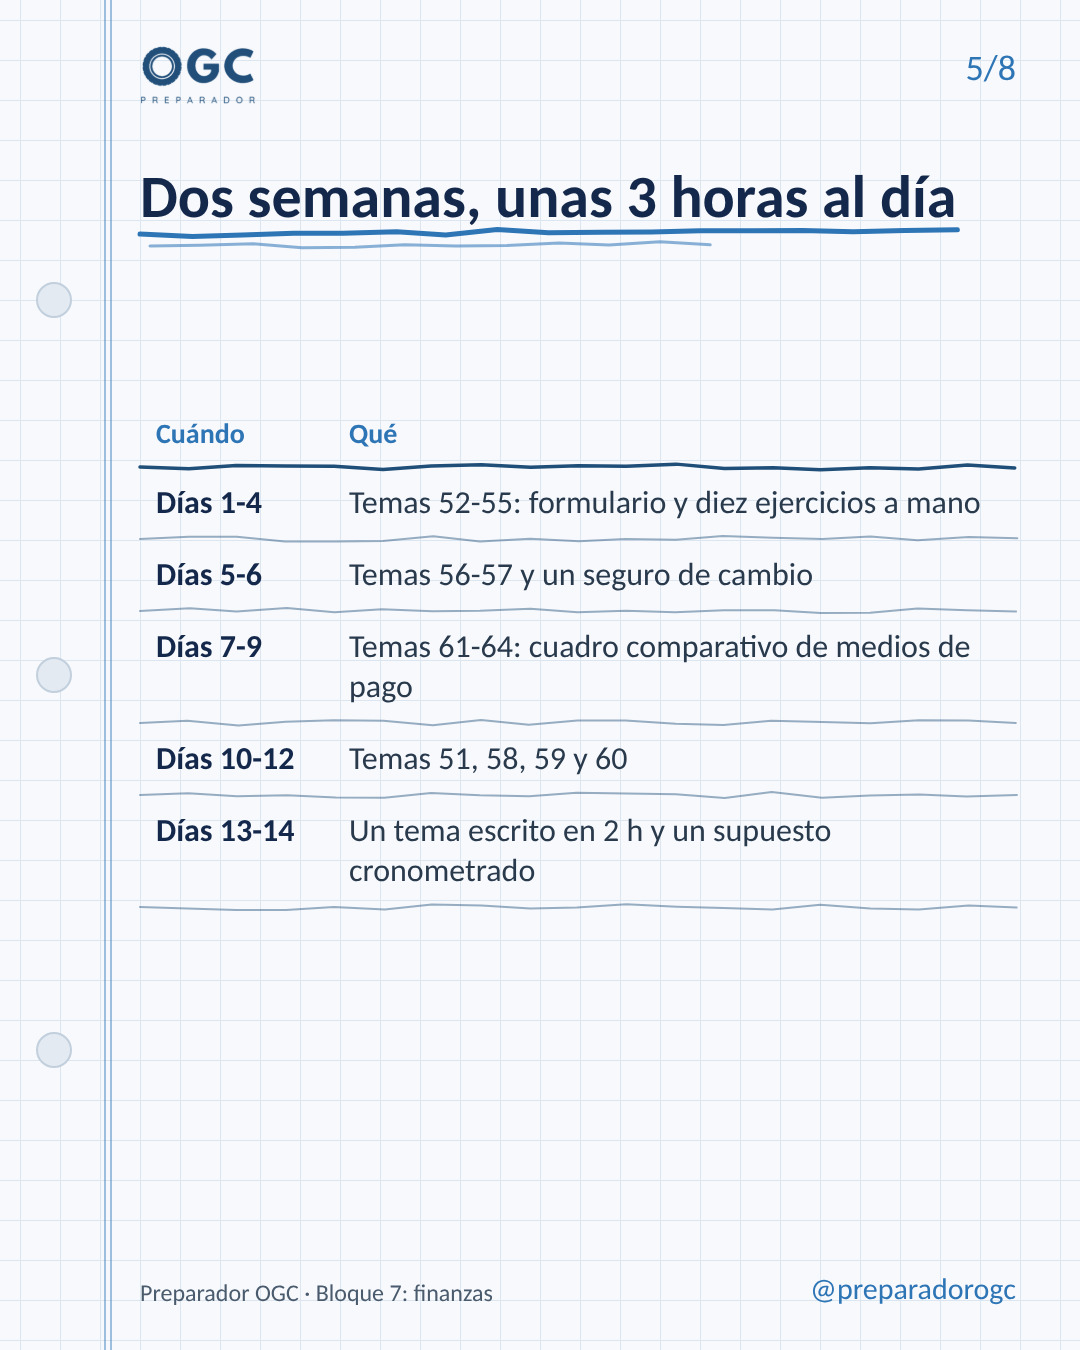 OGC
PREPARADOR
5/8
Dos semanas, unas 3 horas al día
Cuándo Qué
Días 1-4 Temas 52-55: formulario y diez ejercicios a mano
Días 5-6 Temas 56-57 y un seguro de cambio
Días 7-9 Temas 61-64: cuadro comparativo de medios de
pago
Días 10-12 Temas 51, 58, 59 y 60
Días 13-14 Un tema escrito en 2 h y un supuesto
cronometrado
Preparador OGC · Bloque 7: finanzas
@preparadorogc